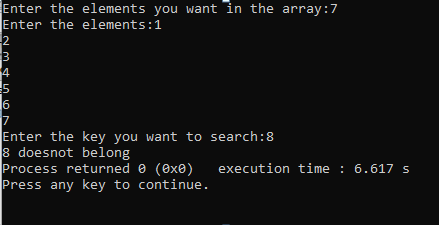 Enter the elements you want in the array:7
Enter the elements:1
2
3
4
5
6
7
Enter the key you want to search:8
8 doesnot belong
Process returned 0 (0x0)   execution time : 6.617 s
Press any key to continue.